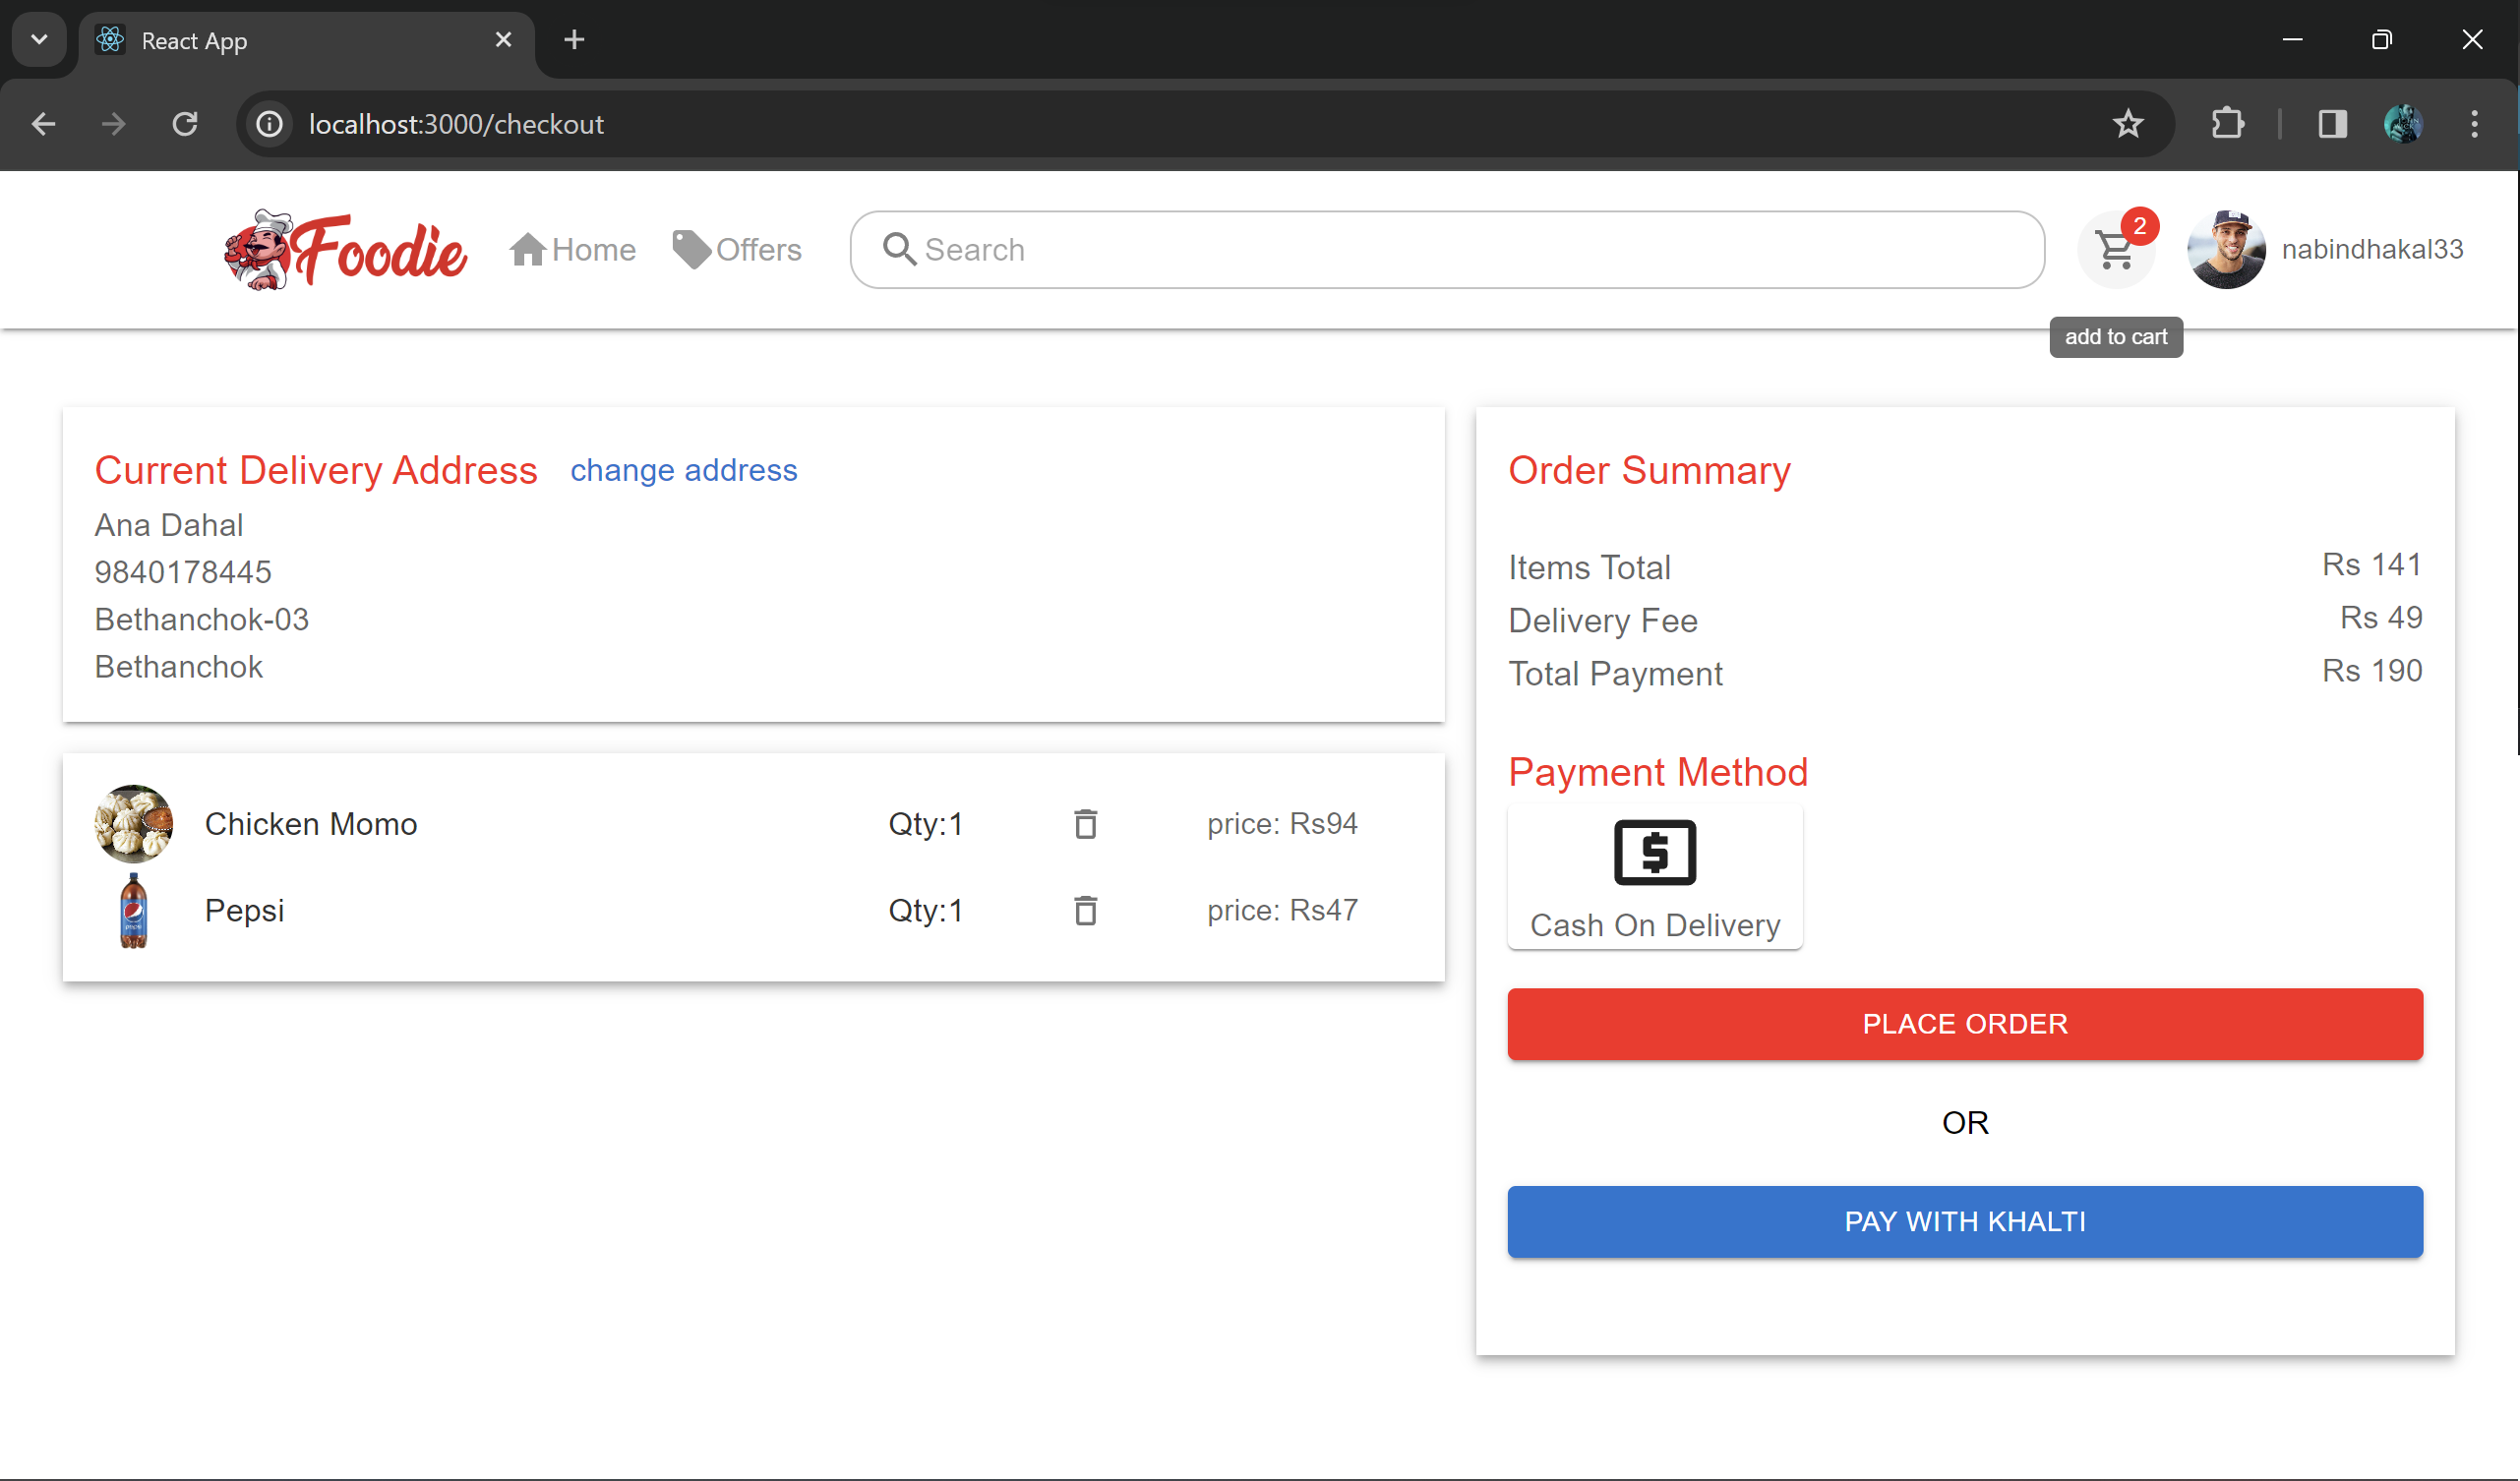 React App
localhost:3000/checkout
Foodie
Home
Offers
Search
2
nabindhakal33
add to cart
Current Delivery Address change address
Ana Dahal
9840178445
Bethanchok-03
Bethanchok
Chicken Momo Qty:1 price: Rs94
Pepsi Qty:1 price: Rs47
Order Summary
Items Total Rs 141
Delivery Fee Rs 49
Total Payment Rs 190
Payment Method
Cash On Delivery
PLACE ORDER
OR
PAY WITH KHALTI